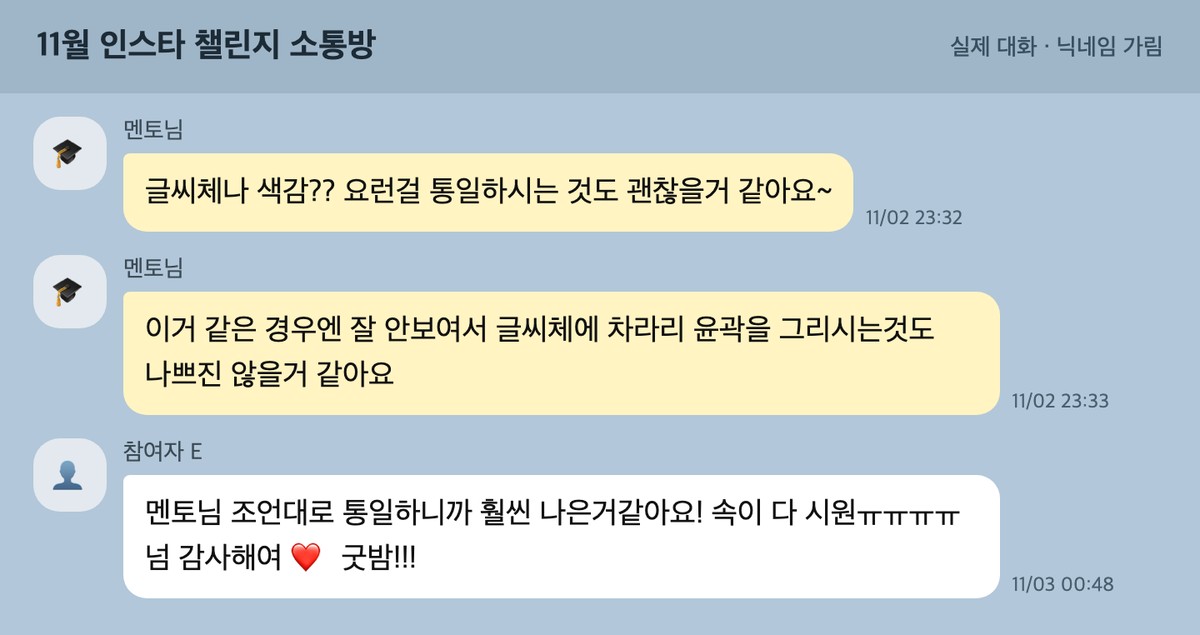 11월 인스타 챌린지 소통방
실제 대화 · 닉네임 가림
멘토님
글씨체나 색감?? 요런걸 통일하시는 것도 괜찮을거 같아요~
11/02 23:32
멘토님
이거 같은 경우엔 잘 안보여서 글씨체에 차라리 윤곽을 그리시는것도
나쁘진 않을거 같아요
11/02 23:33
참여자 E
멘토님 조언대로 통일하니까 훨씬 나은거같아요! 속이 다 시원ㅠㅠㅠㅠ
넘 감사해여 ❤️ 굿밤!!!
11/03 00:48